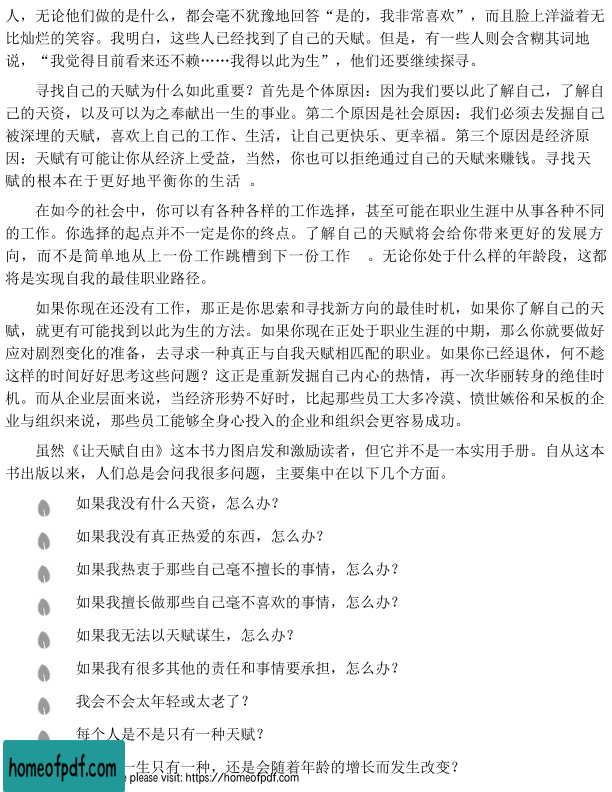 人，无论他们做的是什么，都会毫不犹豫地回答“是的，我非常喜欢”，而且脸上洋溢着无
比灿烂的笑容。我明白，这些人已经找到了自己的天赋。但是，有一些人则会含糊其词地
说，“我觉得目前看来还不赖……我得以此为生”，他们还要继续探寻。
寻找自己的天赋为什么如此重要？首先是个体原因：因为我们要以此了解自己，了解自
己的天资，以及可以为之奉献出一生的事业。第二个原因是社会原因：我们必须去发掘自己
被深埋的天赋，喜欢上自己的工作、生活，让自己更快乐、更幸福。第三个原因是经济原
因：天赋有可能让你从经济上受益，当然，你也可以拒绝通过自己的天赋来赚钱。寻找天
赋的根本在于更好地平衡你的生活 。
在如今的社会中，你可以有各种各样的工作选择，甚至可能在职业生涯中从事各种不同
的工作。你选择的起点并不一定是你的终点。了解自己的天赋将会给你带来更好的发展方
向，而不是简单地从上一份工作跳槽到下一份工作 。无论你处于什么样的年龄段，这都
将是实现自我的最佳职业路径。
如果你现在还没有工作，那正是你思索和寻找新方向的最佳时机，如果你了解自己的天
赋，就更有可能找到以此为生的方法。如果你现在正处于职业生涯的中期，那么你就要做好
应对剧烈变化的准备，去寻求一种真正与自我天赋相匹配的职业。如果你已经退休，何不趁
这样的时间好好思考这些问题？这正是重新发掘自己内心的热情，再一次华丽转身的绝佳时
机。而从企业层面来说，当经济形势不好时，比起那些员工大多冷漠、愤世嫉俗和呆板的企
业与组织来说，那些员工能够全身心投入的企业和组织会更容易成功。
虽然《让天赋自由》这本书力图启发和激励读者，但它并不是一本实用手册。自从这本
书出版以来，人们总是会问我很多问题，主要集中在以下几个方面。
如果我没有什么天资，怎么办？
如果我没有真正热爱的东西，怎么办？
如果我热衷于那些自己毫不擅长的事情，怎么办？
如果我擅长做那些自己毫不喜欢的事情，怎么办？
如果我无法以天赋谋生，怎么办？
如果我有很多其他的责任和事情要承担，怎么办？
我会不会太年轻或太老了？
每个人是不是只有一种天赋？
一生只有一种，还是会随着年龄的增长而发生改变？
homeofpdf.com
please visit: https://homeofpdf.com